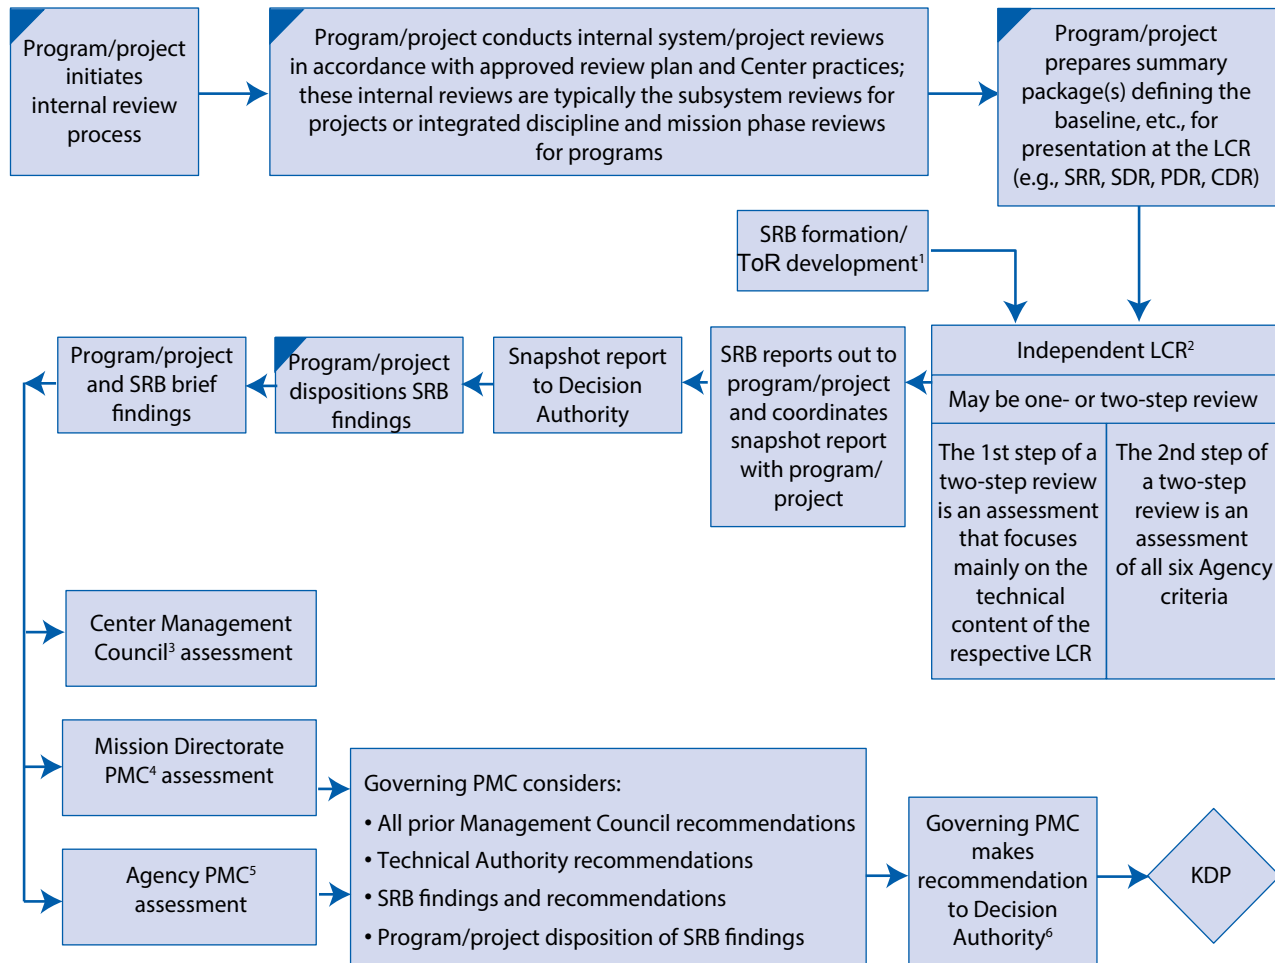 Program/project
initiates
internal review
process
Program/project conducts internal system/project reviews
in accordance with approved review plan and Center practices;
these internal reviews are typically the subsystem reviews for
projects or integrated discipline and mission phase reviews
for programs
Program/project
prepares summary
package(s) defining the
baseline, etc., for
presentation at the LCR
(e.g., SRR, SDR, PDR, CDR)
SRB formation/
ToR development¹
Independent LCR²
May be one- or two-step review
The 1st step of a
two-step review
is an assessment
that focuses
mainly on the
technical
content of the
respective LCR
The 2nd step of
a two-step
review is an
assessment
of all six Agency
criteria
SRB reports out to
program/project
and coordinates
snapshot report
with program/
project
Snapshot report
to Decision
Authority
Program/project
dispositions SRB
findings
Program/project
and SRB brief
findings
Center Management
Council³ assessment
Mission Directorate
PMC⁴ assessment
Agency PMC⁵
assessment
Governing PMC considers:
• All prior Management Council recommendations
• Technical Authority recommendations
• SRB findings and recommendations
• Program/project disposition of SRB findings
Governing PMC
makes
recommendation
to Decision
Authority⁶
KDP